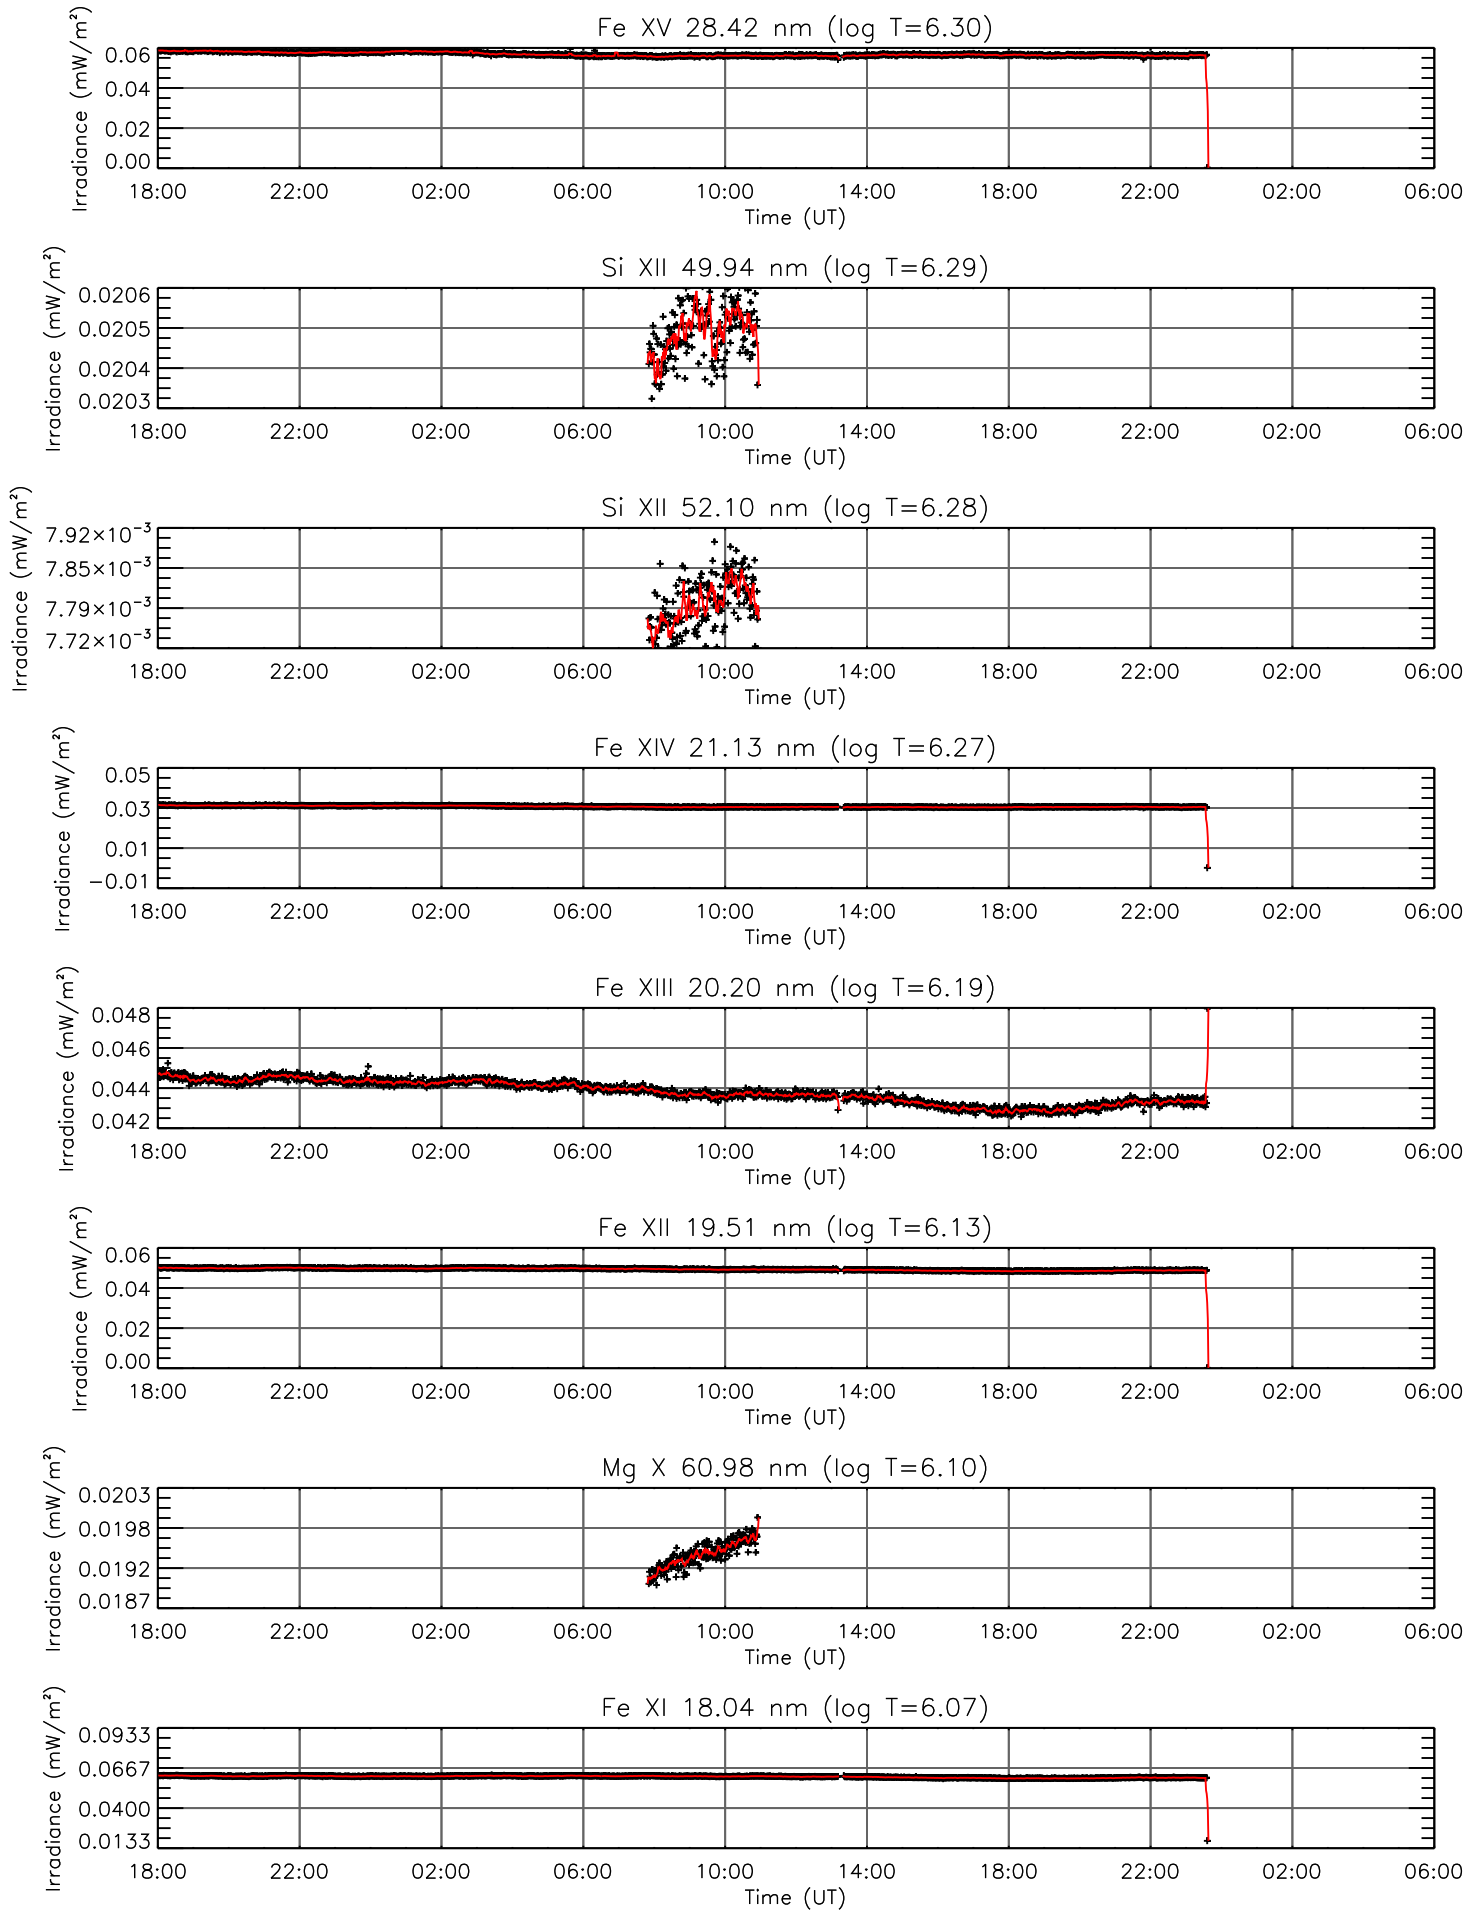 Fe XV 28.42 nm (log T=6.30)
Irradiance (mW/m²)
0.06
0.04
0.02
0.00
18:00 22:00 02:00 06:00 10:00 14:00 18:00 22:00 02:00 06:00
Time (UT)
Si XII 49.94 nm (log T=6.29)
Irradiance (mW/m²)
0.0206
0.0205
0.0204
0.0203
18:00 22:00 02:00 06:00 10:00 14:00 18:00 22:00 02:00 06:00
Time (UT)
Si XII 52.10 nm (log T=6.28)
Irradiance (mW/m²)
7.92×10⁻³
7.85×10⁻³
7.79×10⁻³
7.72×10⁻³
18:00 22:00 02:00 06:00 10:00 14:00 18:00 22:00 02:00 06:00
Time (UT)
Fe XIV 21.13 nm (log T=6.27)
Irradiance (mW/m²)
0.05
0.03
0.01
−0.01
18:00 22:00 02:00 06:00 10:00 14:00 18:00 22:00 02:00 06:00
Time (UT)
Fe XIII 20.20 nm (log T=6.19)
Irradiance (mW/m²)
0.048
0.046
0.044
0.042
18:00 22:00 02:00 06:00 10:00 14:00 18:00 22:00 02:00 06:00
Time (UT)
Fe XII 19.51 nm (log T=6.13)
Irradiance (mW/m²)
0.06
0.04
0.02
0.00
18:00 22:00 02:00 06:00 10:00 14:00 18:00 22:00 02:00 06:00
Time (UT)
Mg X 60.98 nm (log T=6.10)
Irradiance (mW/m²)
0.0203
0.0198
0.0192
0.0187
18:00 22:00 02:00 06:00 10:00 14:00 18:00 22:00 02:00 06:00
Time (UT)
Fe XI 18.04 nm (log T=6.07)
Irradiance (mW/m²)
0.0933
0.0667
0.0400
0.0133
18:00 22:00 02:00 06:00 10:00 14:00 18:00 22:00 02:00 06:00
Time (UT)